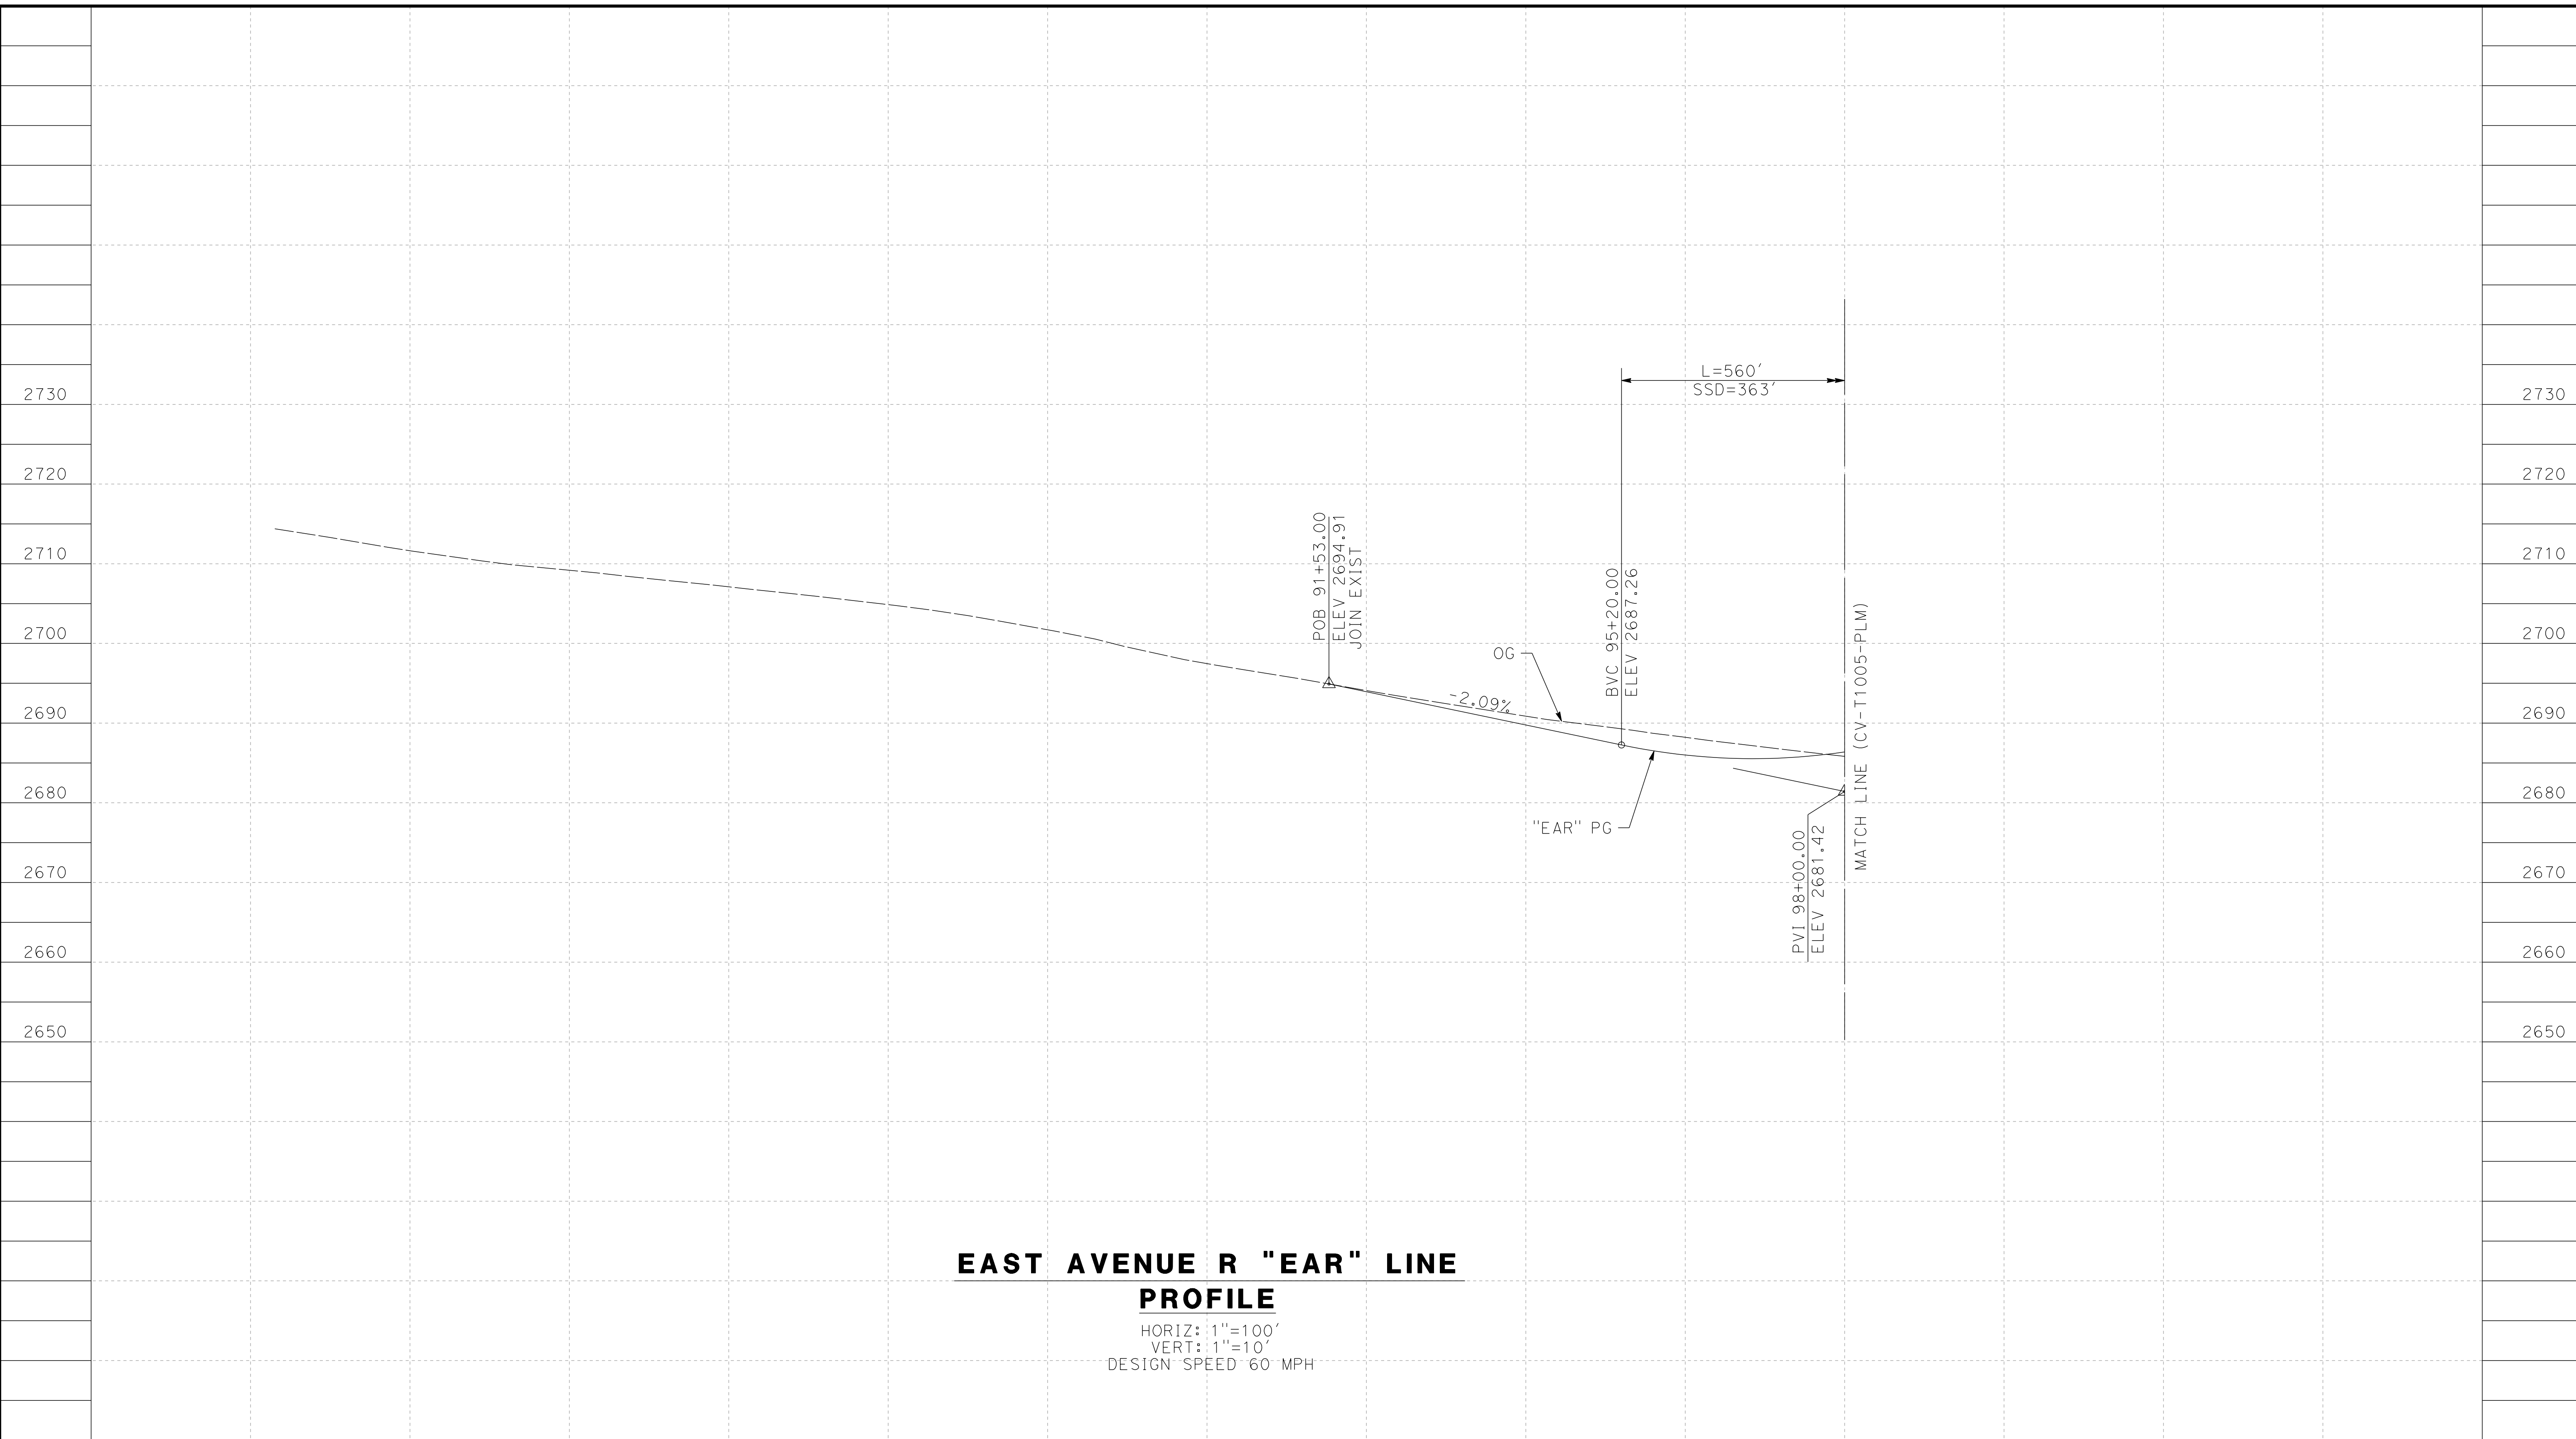 L=560'
SSD=363'
2730
2730
2720
2720
POB 91+53.00
ELEV 2694.91
JOIN EXIST
2710
2710
BVC 95+20.00
ELEV 2687.26
2700
2700
MATCH LINE (CV-T1005-PLM)
OG
-2.09%
2690
2690
2680
2680
"EAR" PG
PVI 98+00.00
ELEV 2681.42
2670
2670
2660
2660
2650
2650
EAST AVENUE R "EAR" LINE
PROFILE
HORIZ: 1"=100'
VERT: 1"=10'
DESIGN SPEED 60 MPH